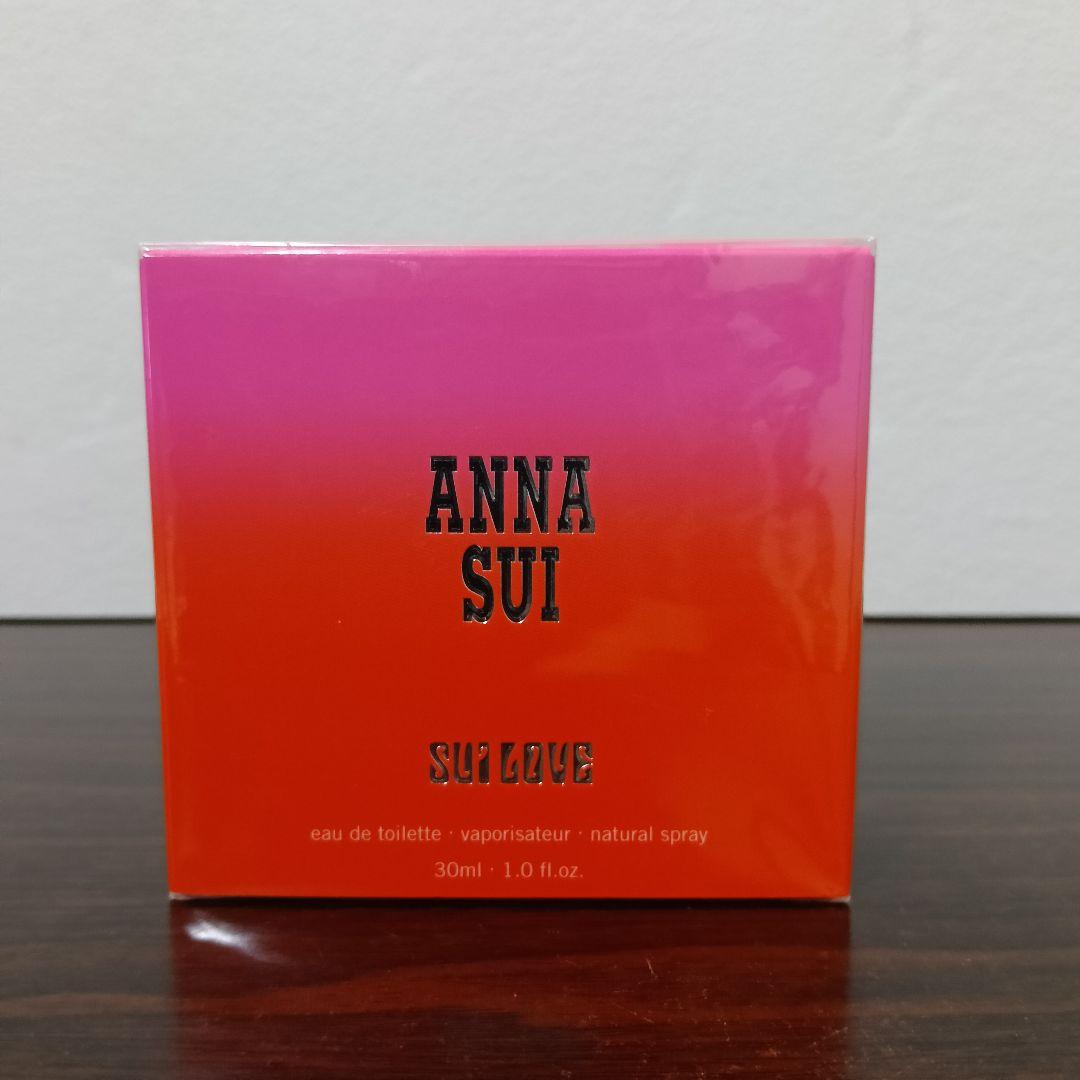 ANNA
SUI
SUI LOVE
eau de toilette · vaporisateur · natural spray
30ml · 1.0 fl.oz.